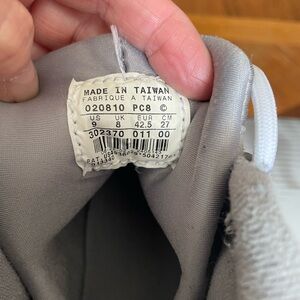 MADE IN TAIWAN
FABRIQUE A TAIWAN
020810 PC8 ©
US UK EUR CM
9 8 42.5 27
302370 011 00